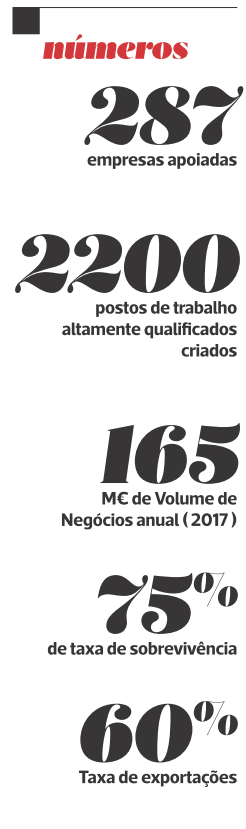 números
287
empresas apoiadas
2200
postos de trabalho
altamente qualificados
criados
165
M€ de Volume de
Negócios anual ( 2017 )
75%
de taxa de sobrevivência
60%
Taxa de exportações